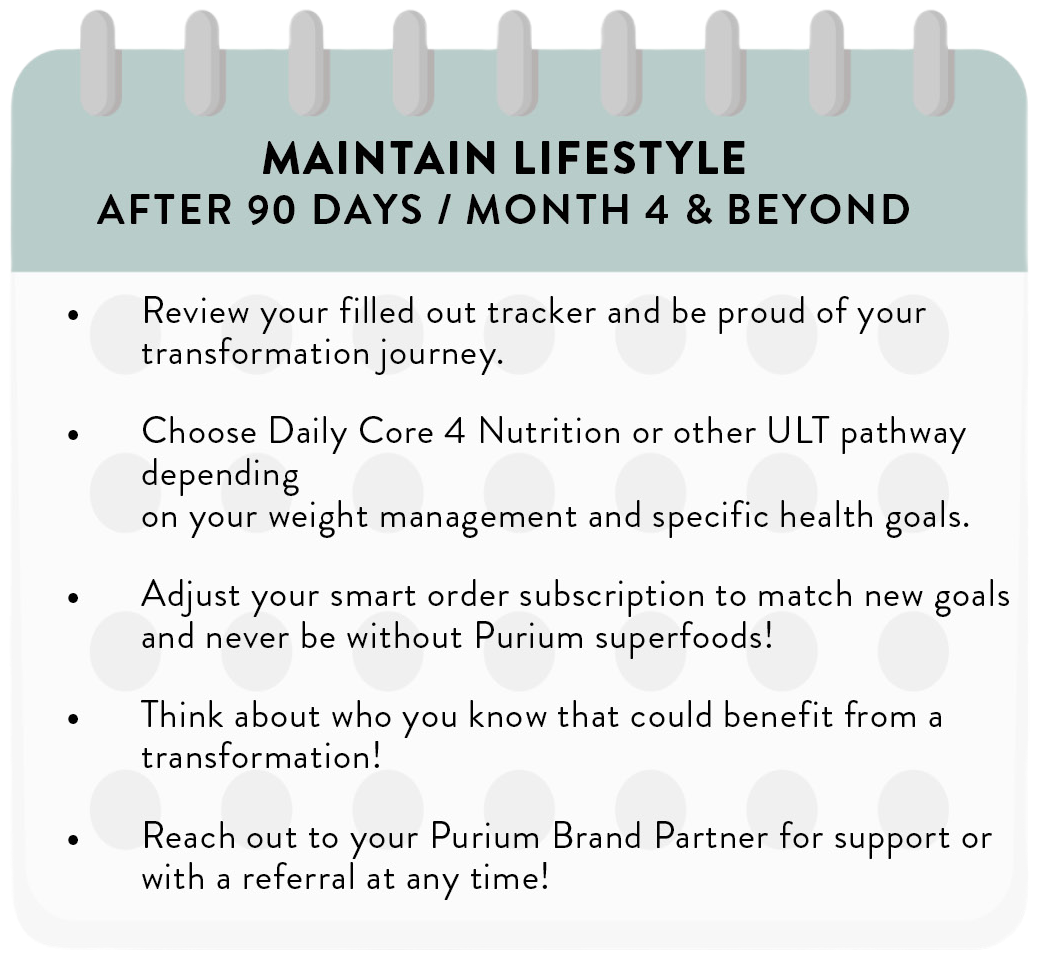 MAINTAIN LIFESTYLE
AFTER 90 DAYS / MONTH 4 & BEYOND
• Review your filled out tracker and be proud of your
transformation journey.
• Choose Daily Core 4 Nutrition or other ULT pathway
depending
on your weight management and specific health goals.
• Adjust your smart order subscription to match new goals
and never be without Purium superfoods!
• Think about who you know that could benefit from a
transformation!
• Reach out to your Purium Brand Partner for support or
with a referral at any time!